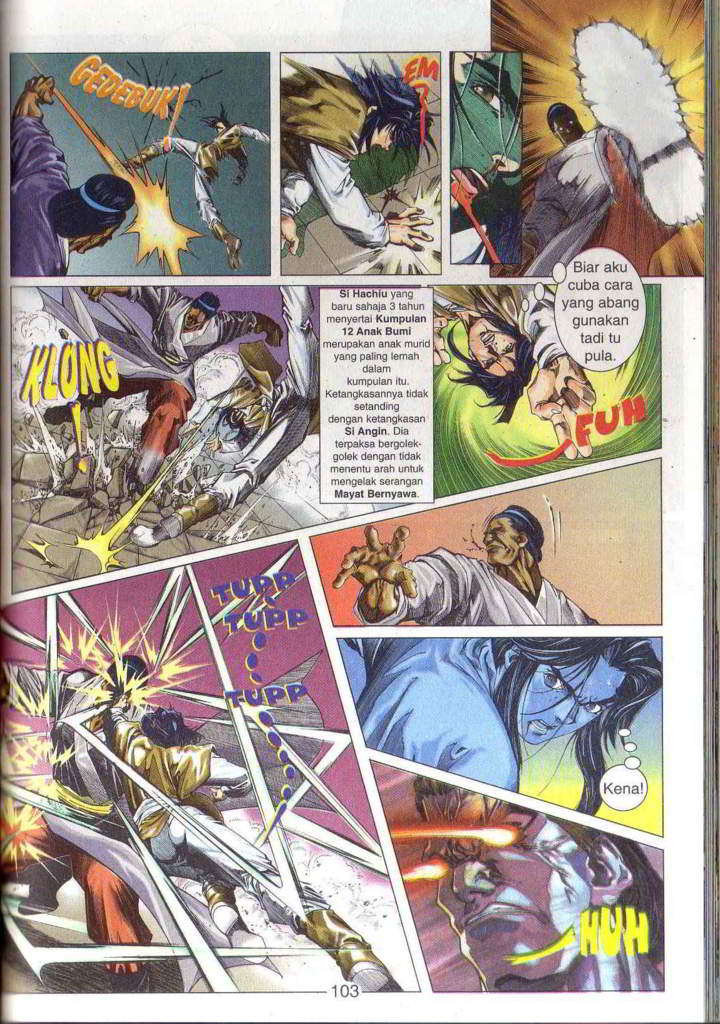 GEDEBUK!
EM
Biar aku
cuba cara
yang abang
gunakan
tadi tu
pula.
KLONG
Si Hachiu yang
baru sahaja 3 tahun
menyertai Kumpulan
12 Anak Bumi
merupakan anak murid
yang paling lemah
dalam
kumpulan itu.
Ketangkasannya tidak
setanding
dengan ketangkasan
Si Angin. Dia
terpaksa bergolek-
golek dengan tidak
menentu arah untuk
mengelak serangan
Mayat Bernyawa.
FUH
TUPP
TUPP
TUPP
Kena!
HUH
103